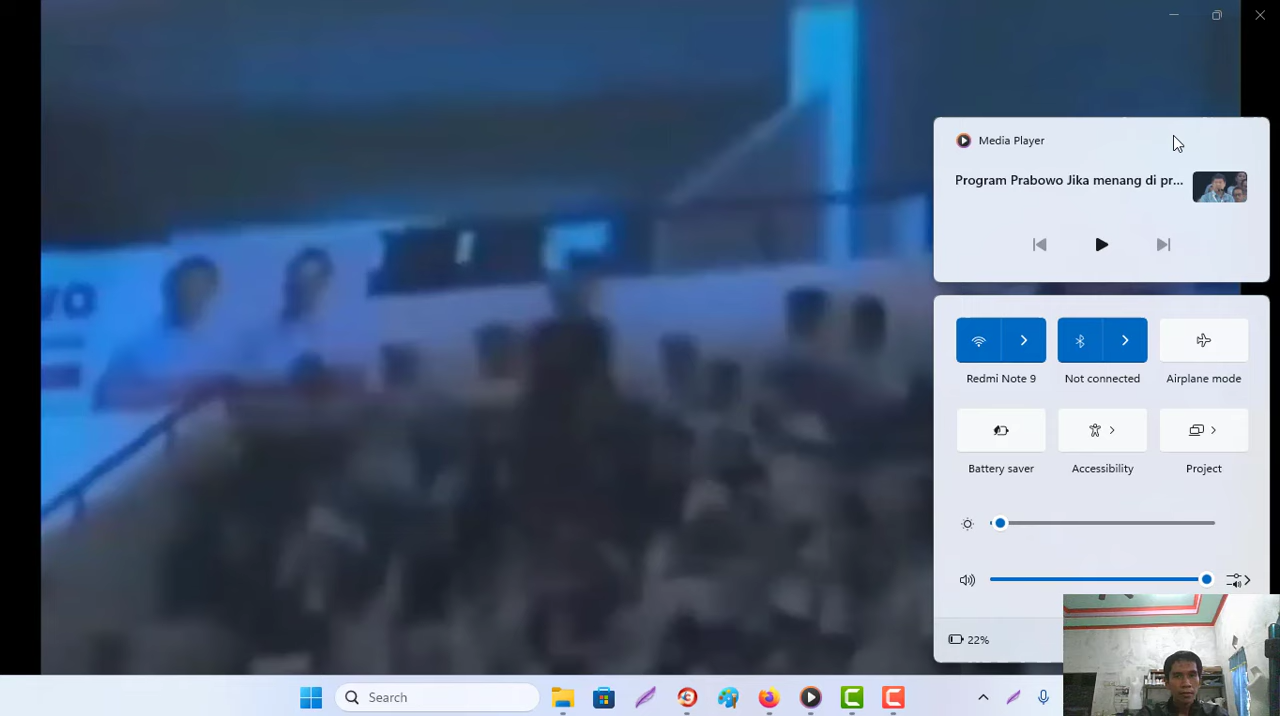 wo
Media Player
Program Prabowo Jika menang di pr...
Redmi Note 9
Not connected
Airplane mode
Battery saver
Accessibility
Project
22%
Search